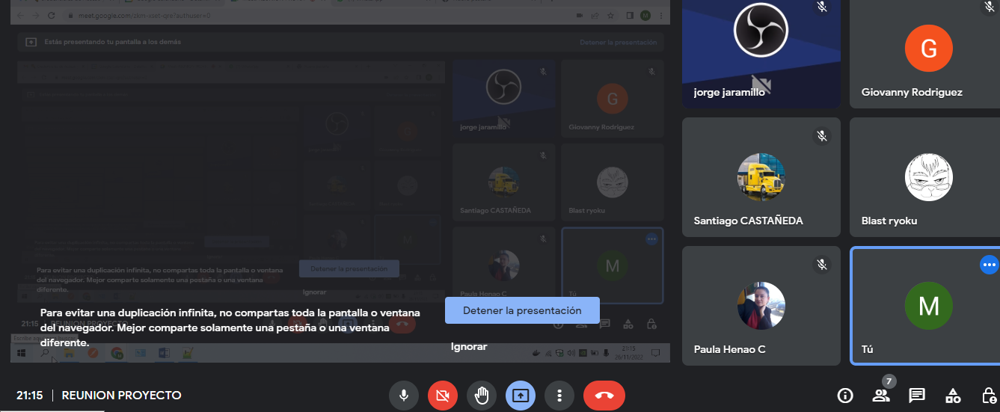 meet.google.com/zkm-xset-qre?authuser=0
Estás presentando tu pantalla a los demás
Detener la presentación
jorge jaramillo
G
Giovanny Rodriguez
Santiago CASTAÑEDA
Blast ryoku
Paula Henao C
M
Tú
Para evitar una duplicación infinita, no compartas toda la pantalla o ventana
del navegador. Mejor comparte solamente una pestaña o una ventana
diferente.
Detener la presentación
Ignorar
Para evitar una duplicación infinita, no compartas toda la pantalla o ventana
del navegador. Mejor comparte solamente una pestaña o una ventana
diferente.
Detener la presentación
Ignorar
21:15 REUNION PROYECTO
21:15
26/11/2022
jorge jaramillo
G
Giovanny Rodriguez
Santiago CASTAÑEDA
Blast ryoku
Paula Henao C
M
Tú
21:15 | REUNION PROYECTO
7